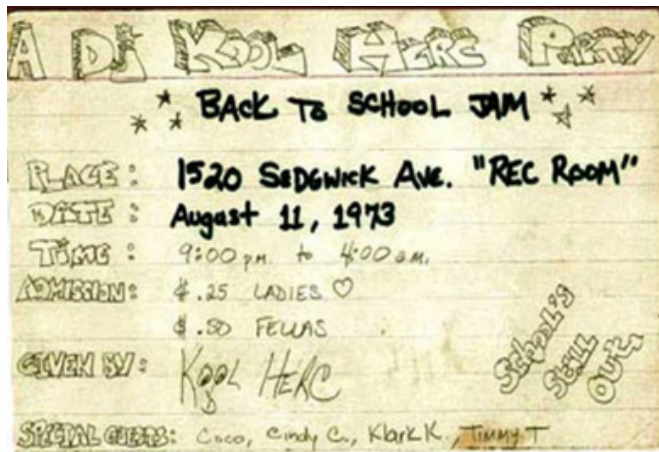 A DJ KOOL HERC PARTY
BACK TO SCHOOL JAM
PLACE: 1520 SEDGWICK AVE. "REC ROOM"
DATE: August 11, 1973
TIME: 9:00 pm. to 4:00 am.
ADMISSION: $.25 LADIES ♡
$.50 FELLAS
SCHOOL'S
STILL
OUT,
GIVEN BY: KOOL HERC
SPECIAL GUESTS: Coco, Cindy C., Klark K., TIMMY T